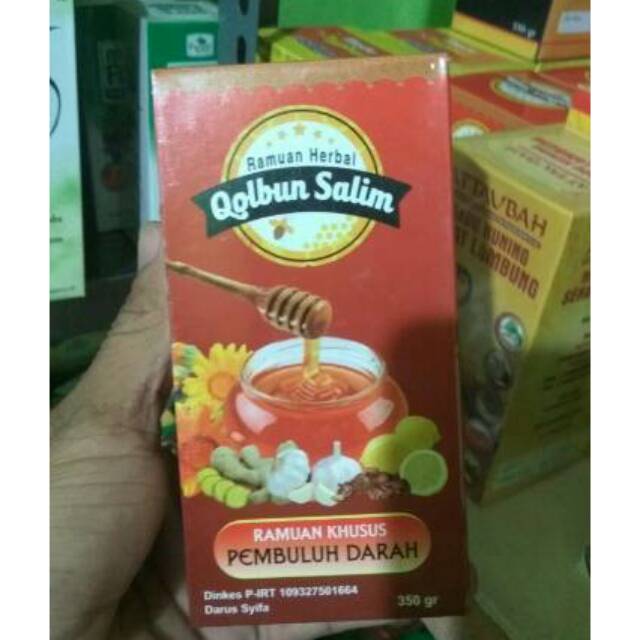 Ramuan Herbal
Qolbun Salim
RAMUAN KHUSUS
PEMBULUH DARAH
Dinkes P-IRT 109327501664
Darus Syifa
350 gr